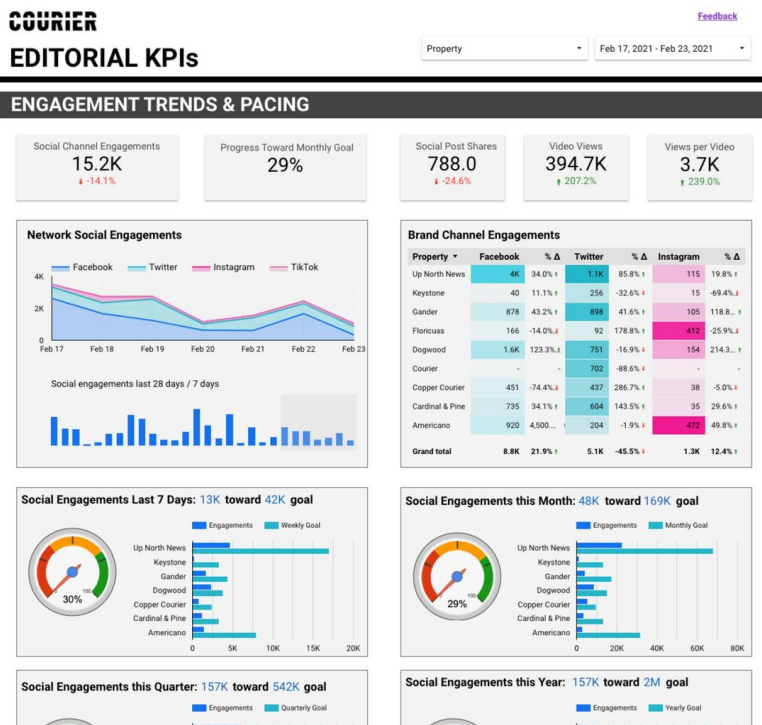 COURIER
Feedback
EDITORIAL KPIs
Property
Feb 17, 2021 - Feb 23, 2021
ENGAGEMENT TRENDS & PACING
Social Channel Engagements
15.2K
-14.1%
Progress Toward Monthly Goal
29%
Social Post Shares
788.0
-24.6%
Video Views
394.7K
207.2%
Views per Video
3.7K
239.0%
Network Social Engagements
Facebook Twitter Instagram TikTok
4K
2K
0
Feb 17 Feb 18 Feb 19 Feb 20 Feb 21 Feb 22 Feb 23
Social engagements last 28 days / 7 days
Brand Channel Engagements
Property Facebook % Δ Twitter % Δ Instagram % Δ
Up North News 4K 34.0% 1.1K 85.8% 115 19.8%
Keystone 40 11.1% 256 -32.6% 15 -69.4%
Gander 878 43.2% 898 41.6% 105 118.8...
Floricuas 166 -14.0% 92 178.8% 412 -25.9%
Dogwood 1.6K 123.3% 751 -16.9% 154 214.3...
Courier - - 702 -88.6% - -
Copper Courier 451 -74.4% 437 286.7% 38 -5.0%
Cardinal & Pine 735 34.1% 604 143.5% 35 29.6%
Americano 920 4,500.... 204 -1.9% 472 49.8%
Grand total 8.8K 21.9% 5.1K -45.5% 1.3K 12.4%
Social Engagements Last 7 Days: 13K toward 42K goal
Engagements Weekly Goal
0 100
30%
Up North News
Keystone
Gander
Dogwood
Copper Courier
Cardinal & Pine
Americano
0 5K 10K 15K 20K
Social Engagements this Month: 48K toward 169K goal
Engagements Monthly Goal
0 100
29%
Up North News
Keystone
Gander
Dogwood
Copper Courier
Cardinal & Pine
Americano
0 20K 40K 60K 80K
Social Engagements this Quarter: 157K toward 542K goal
Engagements Quarterly Goal
Social Engagements this Year: 157K toward 2M goal
Engagements Yearly Goal